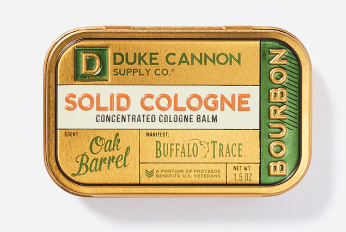 D
DUKE CANNON
SUPPLY CO.
SOLID COLOGNE
CONCENTRATED COLOGNE BALM
BOURBON
SCENT
Oak
Barrel
MANIFEST:
BUFFALO TRACE
A PORTION OF PROCEEDS
BENEFITS U.S. VETERANS
NET WT.
1.5 OZ